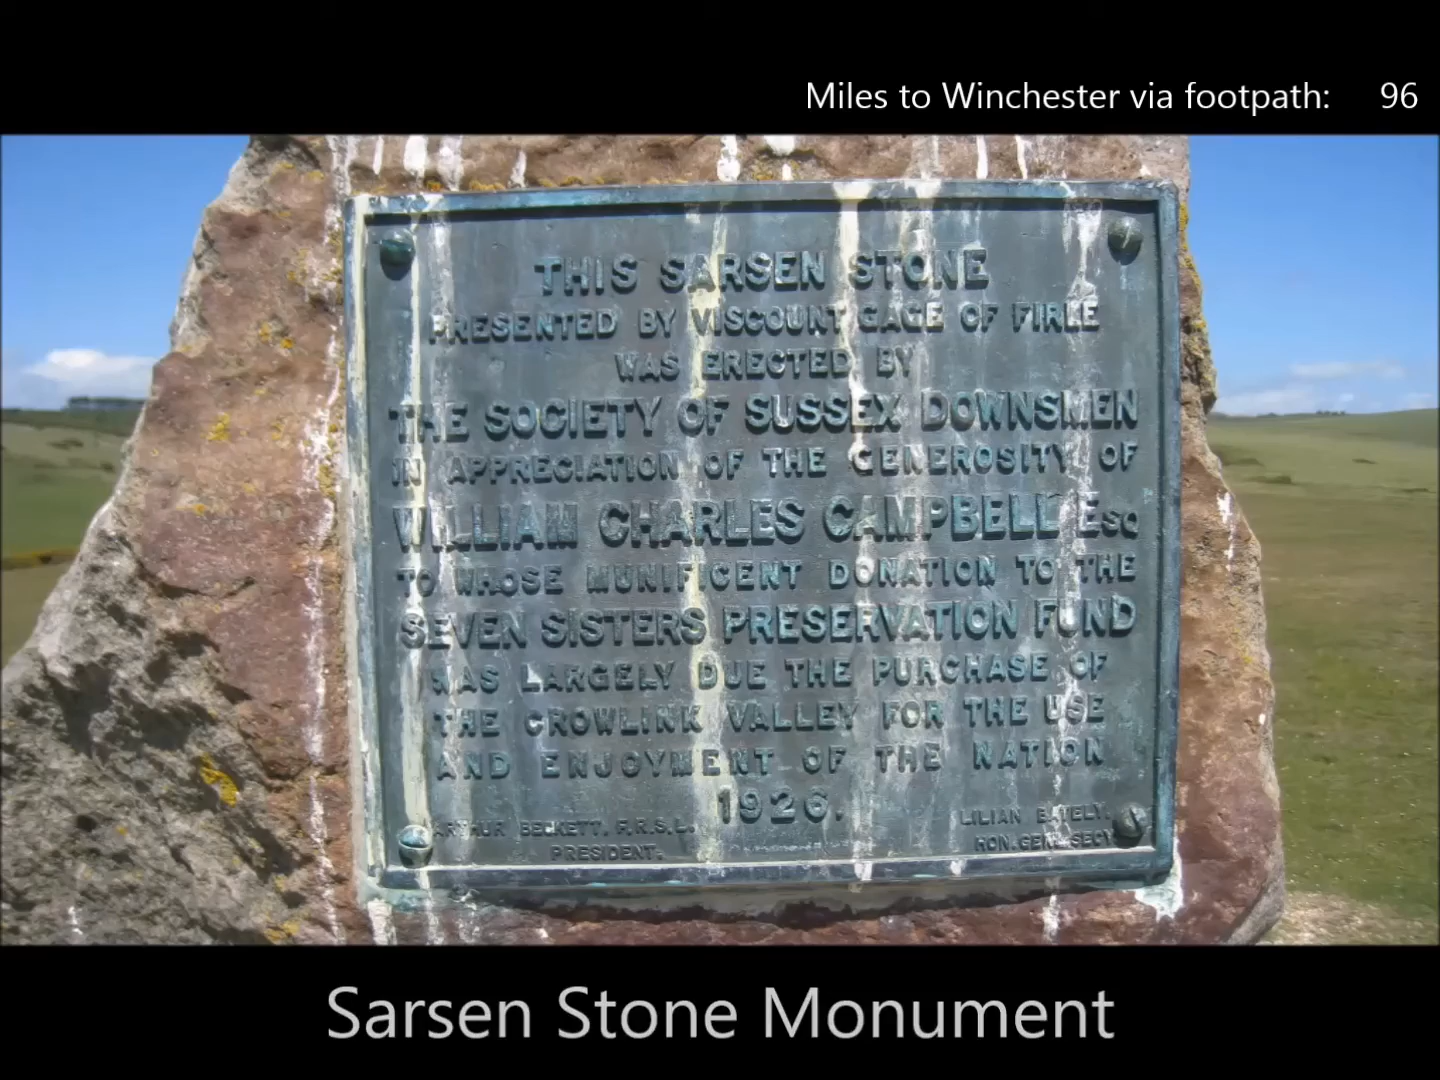 Miles to Winchester via footpath: 96
THIS SARSEN STONE
PRESENTED BY VISCOUNT GAGE OF FIRLE
WAS ERECTED BY
THE SOCIETY OF SUSSEX DOWNSMEN
IN APPRECIATION OF THE GENEROSITY OF
WILLIAM CHARLES CAMPBELL ESQ
TO WHOSE MUNIFICENT DONATION TO THE
SEVEN SISTERS PRESERVATION FUND
WAS LARGELY DUE THE PURCHASE OF
THE CROWLINK VALLEY FOR THE USE
AND ENJOYMENT OF THE NATION
1926.
ARTHUR BECKETT, F.R.S.L.
PRESIDENT.
LILIAN
HON. GEN. SECY
Sarsen Stone Monument